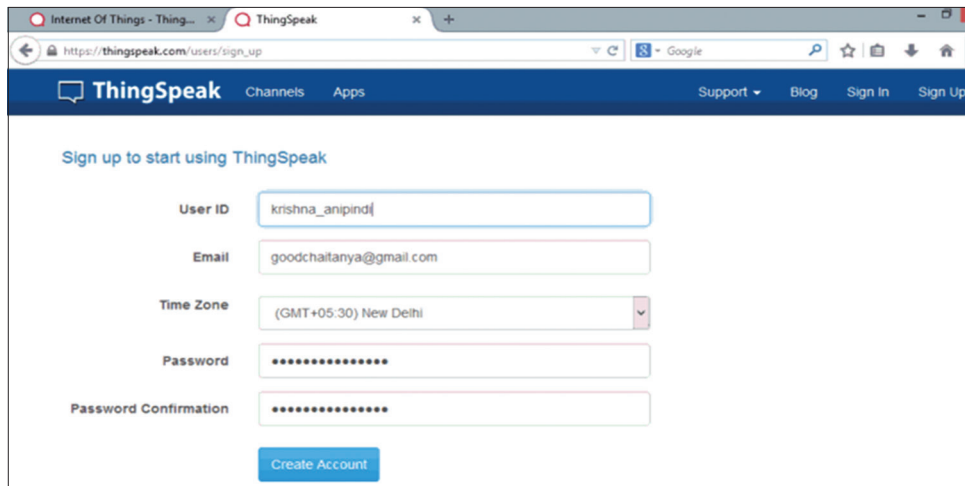 Internet Of Things - Thing... × ThingSpeak × +
https://thingspeak.com/users/sign_up 8 - Google
ThingSpeak Channels Apps Support Blog Sign In Sign Up
Sign up to start using ThingSpeak
User ID krishna_anipindi
Email goodchaitanya@gmail.com
Time Zone (GMT+05:30) New Delhi
Password •••••••••••••••
Password Confirmation •••••••••••••••
Create Account